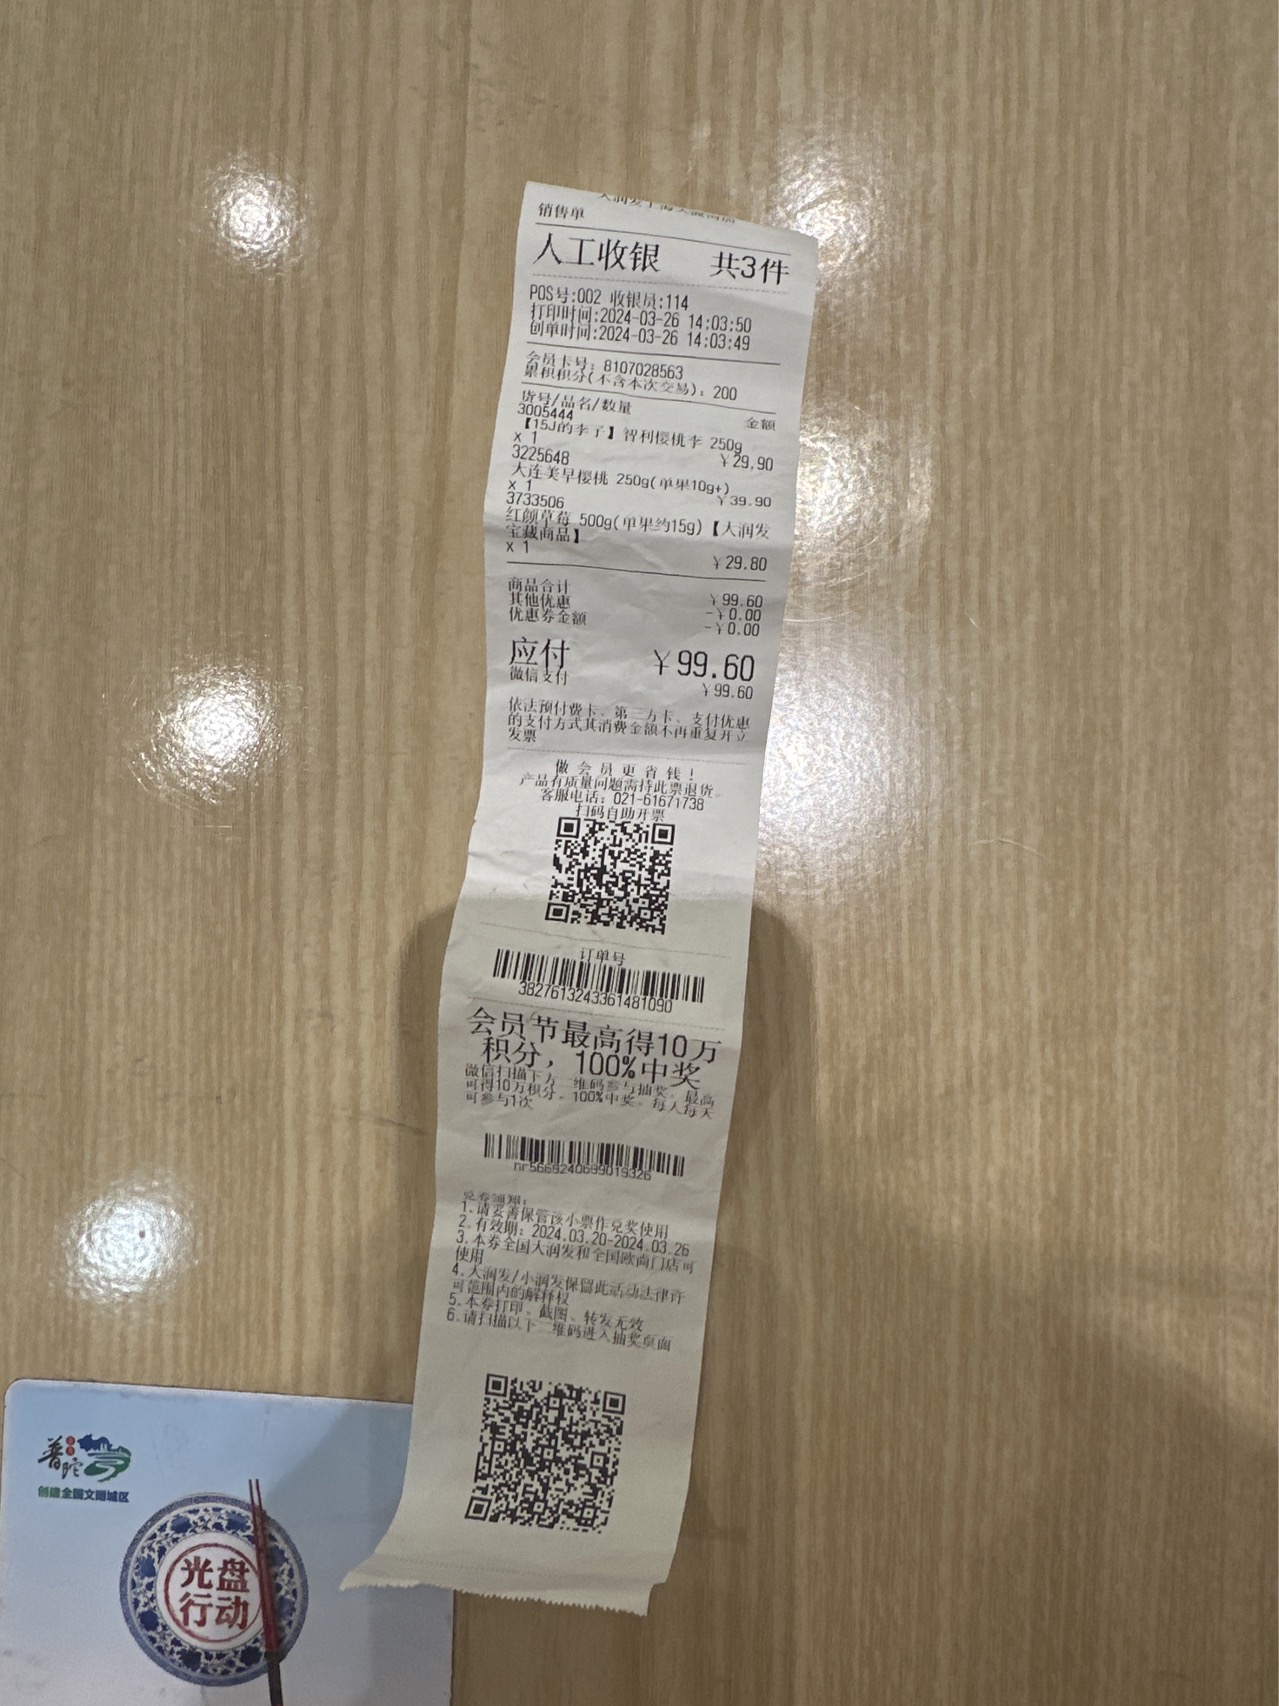 销售单
人工收银 共3件
POS号:002 收银员:114
打印时间:2024-03-26 14:03:50
创单时间:2024-03-26 14:03:49
会员卡号: 8107028563
累积积分(不含本次交易): 200
货号/品名/数量 金额
3005444
【15J的李子】智利樱桃李 250g
x 1 ¥29.90
3225648
大连美早樱桃 250g(单果10g+)
x 1 ¥39.90
3733506
红颜草莓 500g(单果约15g)【大润发
宝藏商品】
x 1 ¥29.80
商品合计 ¥99.60
其他优惠 -¥0.00
优惠券金额 -¥0.00
应付 ¥99.60
微信支付 ¥99.60
依法预付费卡、第三方卡、支付优惠
的支付方式其消费金额不再重复开立
发票
做会员更省钱!
产品有质量问题需持此票退货
客服电话: 021-61671738
扫码自助开票
订单号
3827613243361481090
会员节最高得10万
积分, 100%中奖
微信扫描下方二维码参与抽奖, 最高
可得10万积分, 100%中奖, 每人每天
可参与1次
nr5669240699019326
兑券须知:
1.请妥善保管该小票作兑奖使用
2.有效期: 2024.03.20-2024.03.26
3.本券全国大润发和全国欧尚门店可
使用
4.大润发/小润发保留此活动法律许
可范围内的解释权
5.本券打印、截图、转发无效
6.请扫描以下二维码进入抽奖页面
普陀
创建全国文明城区
光盘
行动